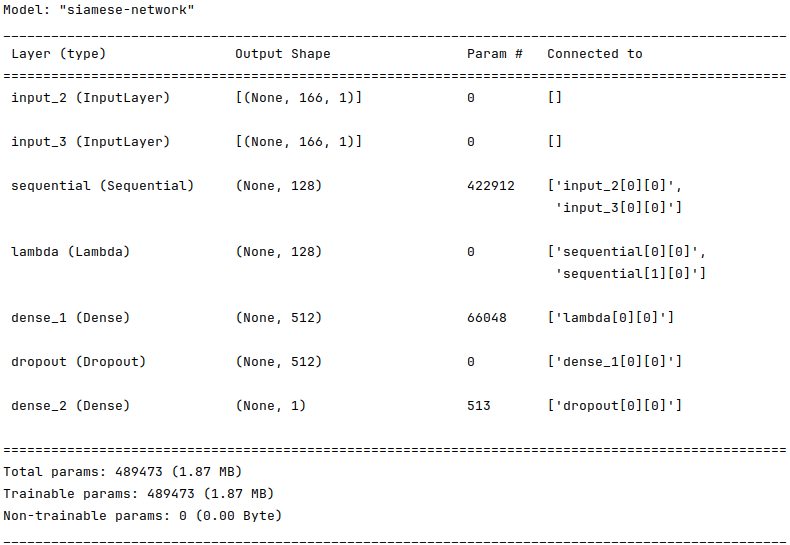 Model: "siamese-network"
__________________________________________________________________________________________________
 Layer (type)                Output Shape                 Param #   Connected to
==================================================================================================
 input_2 (InputLayer)        [(None, 166, 1)]             0         []
 input_3 (InputLayer)        [(None, 166, 1)]             0         []
 sequential (Sequential)     (None, 128)                  422912    ['input_2[0][0]',
                                                                     'input_3[0][0]']
 lambda (Lambda)             (None, 128)                  0         ['sequential[0][0]',
                                                                     'sequential[1][0]']
 dense_1 (Dense)             (None, 512)                  66048     ['lambda[0][0]']
 dropout (Dropout)           (None, 512)                  0         ['dense_1[0][0]']
 dense_2 (Dense)             (None, 1)                    513       ['dropout[0][0]']
==================================================================================================
Total params: 489473 (1.87 MB)
Trainable params: 489473 (1.87 MB)
Non-trainable params: 0 (0.00 Byte)
__________________________________________________________________________________________________